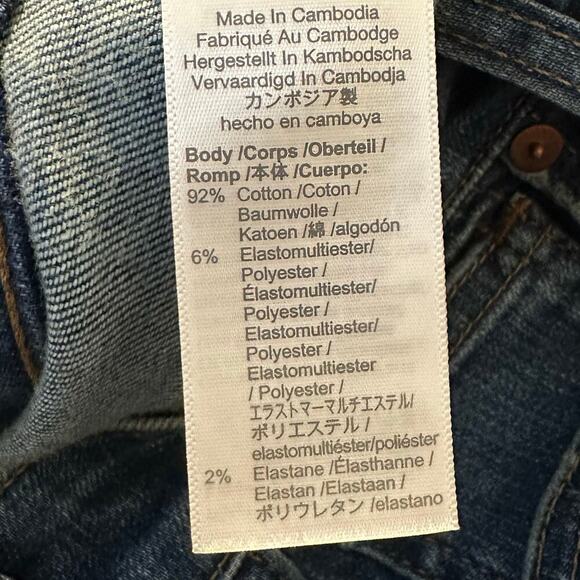 Made In Cambodia
Fabriqué Au Cambodge
Hergestellt In Kambodscha
Vervaardigd In Cambodja
カンボジア製
hecho en camboya
Body /Corps /Oberteil /
Romp /本体 /Cuerpo:
92% Cotton /Coton /
Baumwolle /
Katoen /綿 /algodón
6% Elastomultiester/
Polyester /
Élastomultiester/
Polyester /
Elastomultiester/
Polyester /
Elastomultiester
/ Polyester /
エラストマーマルチエステル/
ポリエステル /
elastomultiéster/poliéster
2% Elastane /Élasthanne /
Elastan /Elastaan /
ポリウレタン /elastano